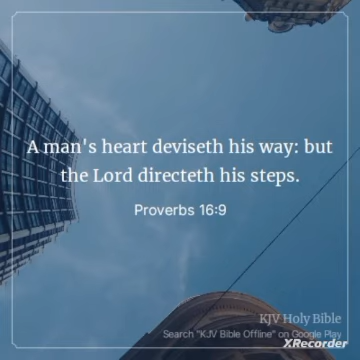 A man's heart deviseth his way: but
the Lord directeth his steps.
Proverbs 16:9
KJV Holy Bible
Search "KJV Bible Offline" on Google Play
XRecorder